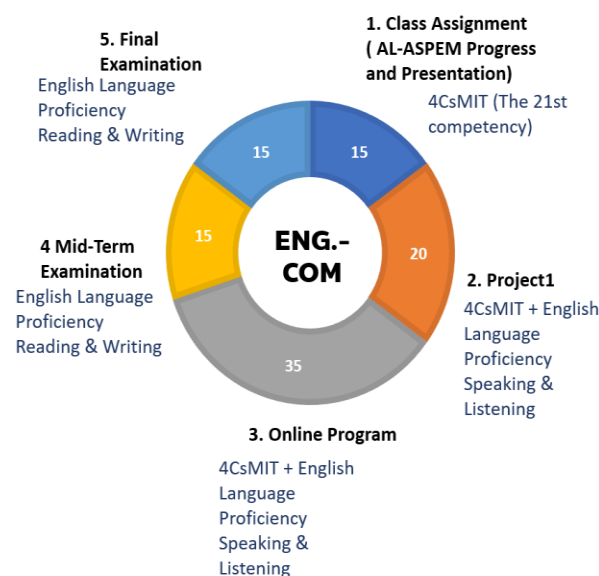 1. Class Assignment
( AL-ASPEM Progress
and Presentation)
4CsMIT (The 21st
competency)
15
2. Project1
4CsMIT + English
Language
Proficiency
Speaking &
Listening
20
3. Online Program
4CsMIT + English
Language
Proficiency
Speaking &
Listening
35
4 Mid-Term
Examination
English Language
Proficiency
Reading & Writing
15
5. Final
Examination
English Language
Proficiency
Reading & Writing
15
ENG.-
COM